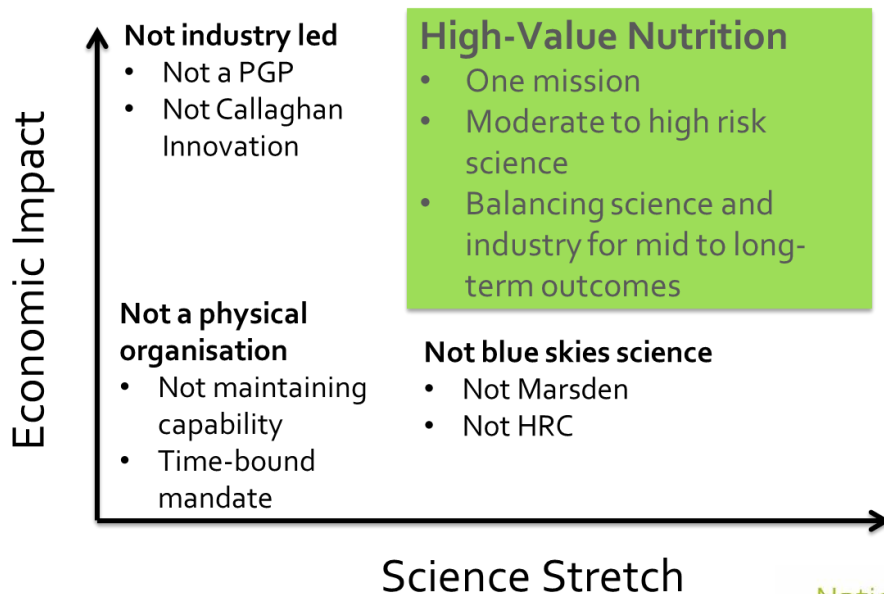 Economic Impact
Not industry led
• Not a PGP
• Not Callaghan
Innovation
High-Value Nutrition
• One mission
• Moderate to high risk
science
• Balancing science and
industry for mid to long-
term outcomes
Not a physical
organisation
• Not maintaining
capability
• Time-bound
mandate
Not blue skies science
• Not Marsden
• Not HRC
Science Stretch